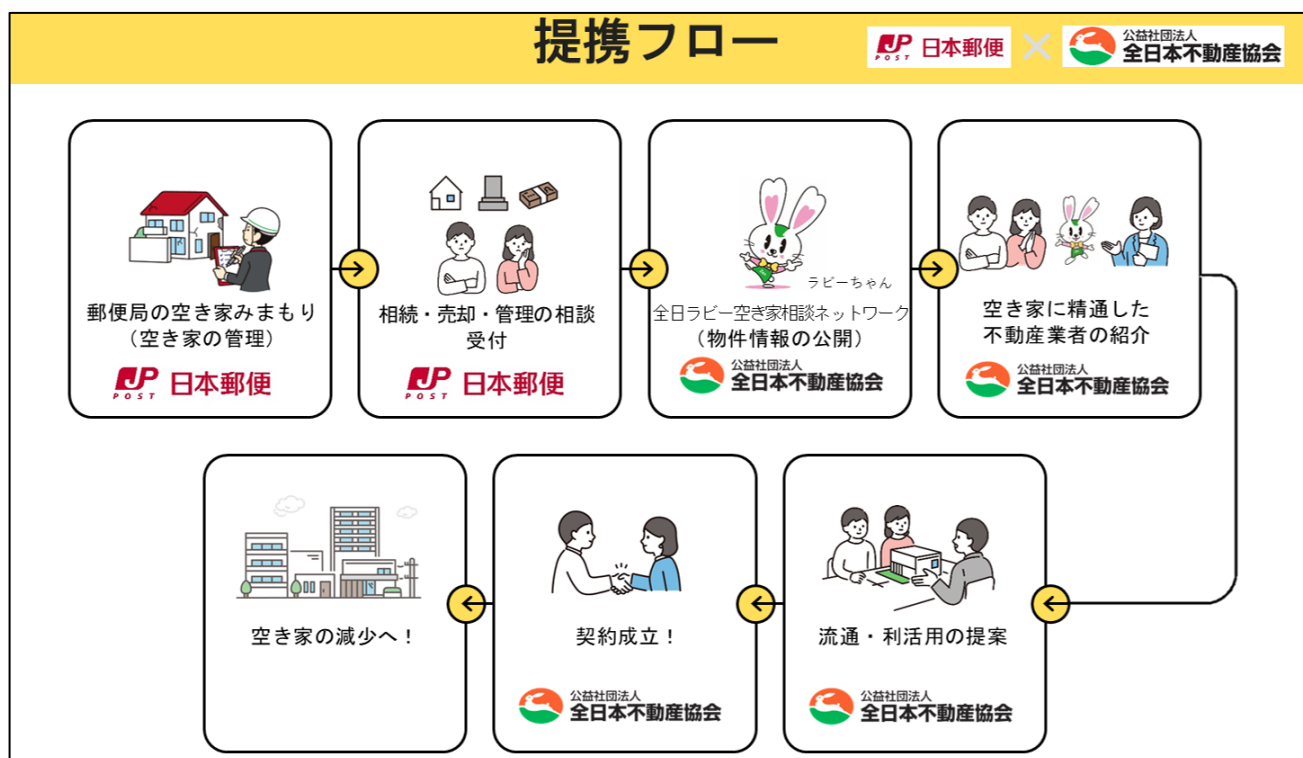 提携フロー
JP
POST
日本郵便
×
公益社団法人
全日本不動産協会
郵便局の空き家みまもり
(空き家の管理)
JP
POST
日本郵便
相続・売却・管理の相談
受付
JP
POST
日本郵便
ラビーちゃん
全日ラビー空き家相談ネットワーク
(物件情報の公開)
公益社団法人
全日本不動産協会
空き家に精通した
不動産業者の紹介
公益社団法人
全日本不動産協会
流通・利活用の提案
公益社団法人
全日本不動産協会
契約成立!
公益社団法人
全日本不動産協会
空き家の減少へ!